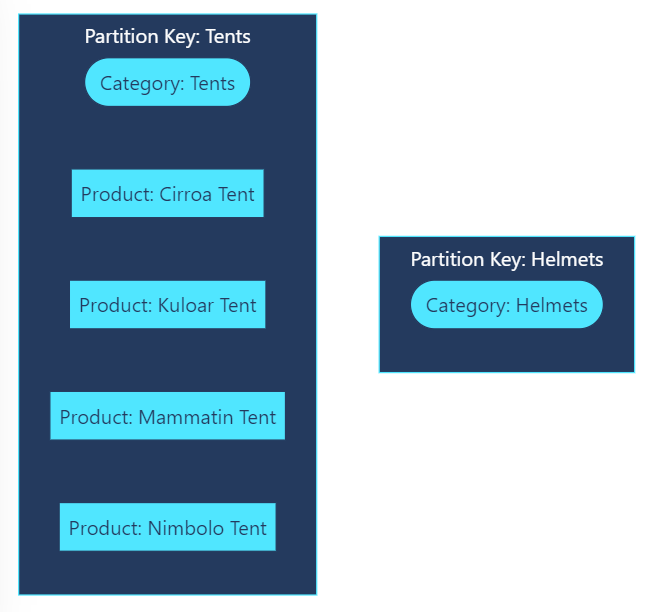 Partition Key: Tents
Category: Tents
Product: Cirroa Tent
Product: Kuloar Tent
Product: Mammatin Tent
Product: Nimbolo Tent
Partition Key: Helmets
Category: Helmets